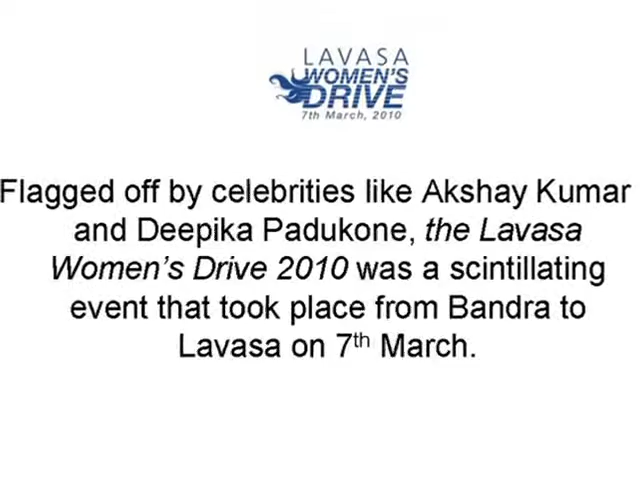 LAVASA
WOMEN'S
DRIVE
7th March, 2010
Flagged off by celebrities like Akshay Kumar
and Deepika Padukone, the Lavasa
Women's Drive 2010 was a scintillating
event that took place from Bandra to
Lavasa on 7th March.